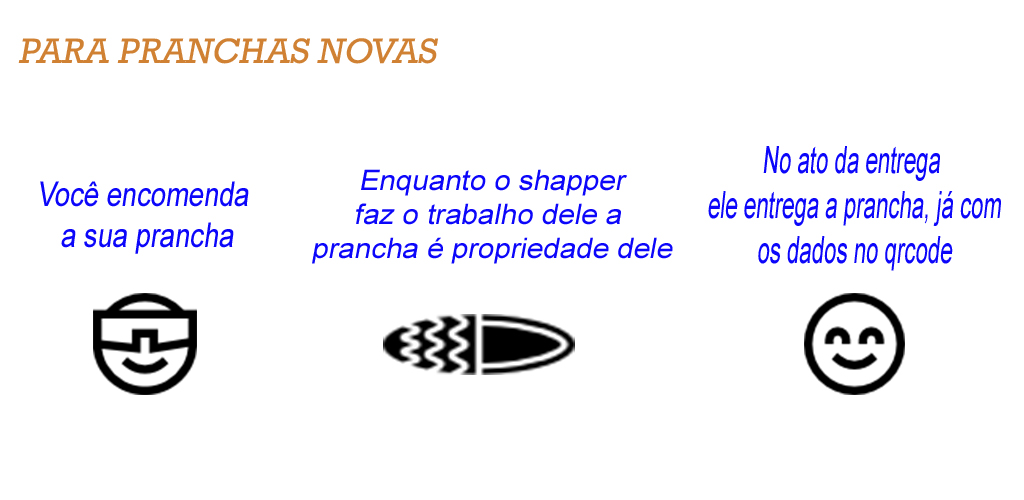 PARA PRANCHAS NOVAS
Você encomenda
a sua prancha
Enquanto o shapper
faz o trabalho dele a
prancha é propriedade dele
No ato da entrega
ele entrega a prancha, já com
os dados no qrcode